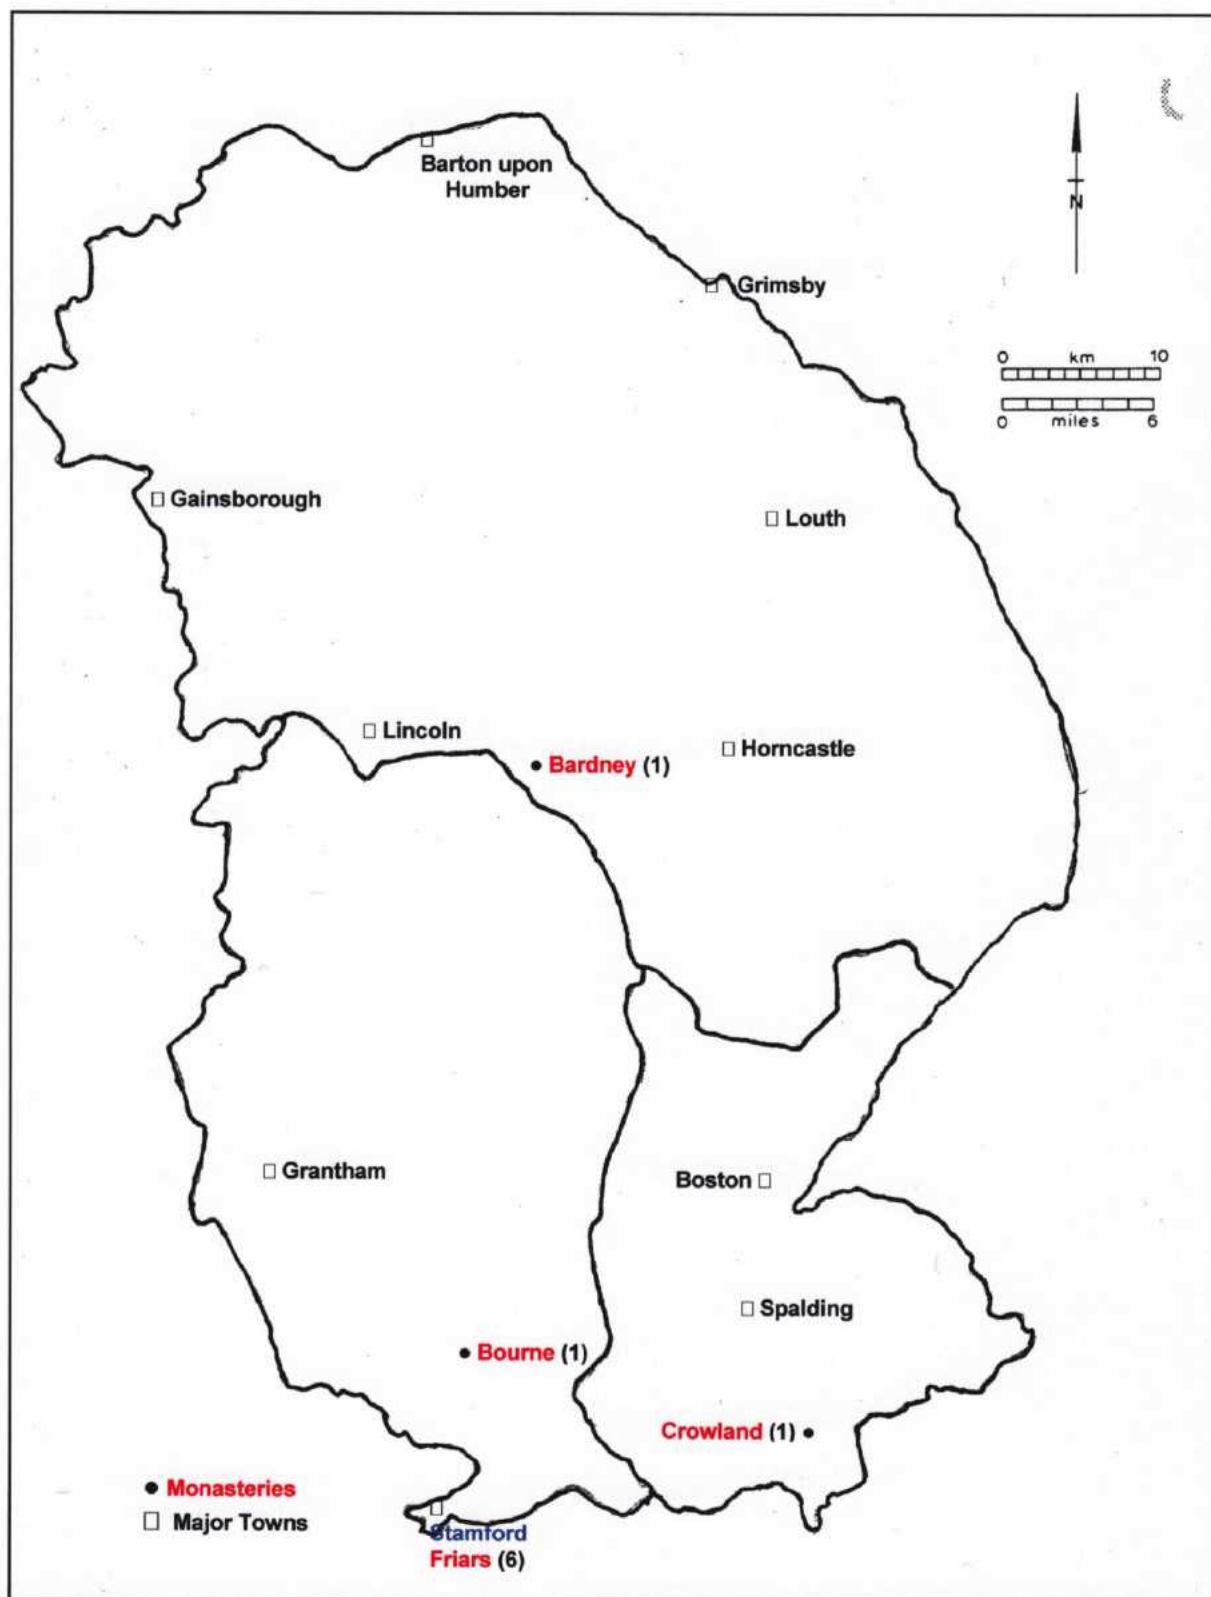 Barton upon
Humber
N
Grimsby
0 km 10
0 miles 6
Gainsborough
Louth
Lincoln
Horncastle
Bardney (1)
Grantham
Boston
Spalding
Bourne (1)
Crowland (1)
Monasteries
Major Towns
Stamford
Friars (6)